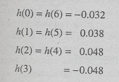 h(0) = h(6) = −0.032
h(1) = h(5) = 0.038
h(2) = h(4) = 0.048
h(3) = −0.048